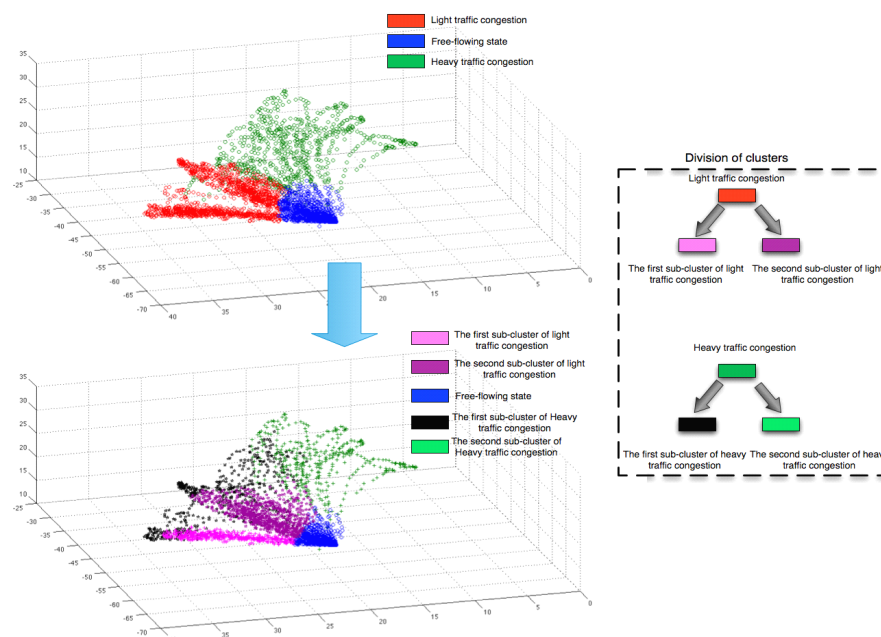 Light traffic congestion
Free-flowing state
Heavy traffic congestion
35
30
25
20
15
10
-25
-30
-35
-40
-45
-50
-55
-60
-65
-70
40
35
30
25
20
15
10
5
0
Division of clusters
Light traffic congestion
The first sub-cluster of light
traffic congestion
The second sub-cluster of light
traffic congestion
Heavy traffic congestion
The first sub-cluster of heavy
traffic congestion
The second sub-cluster of heav
traffic congestion
The first sub-cluster of light
traffic congestion
The second sub-cluster of light
traffic congestion
Free-flowing state
The first sub-cluster of Heavy
traffic congestion
The second sub-cluster of
Heavy traffic congestion
35
30
25
20
15
10
-25
-30
-35
-40
-45
-50
-55
-60
-65
-70
35
30
25
20
15
10
5
0